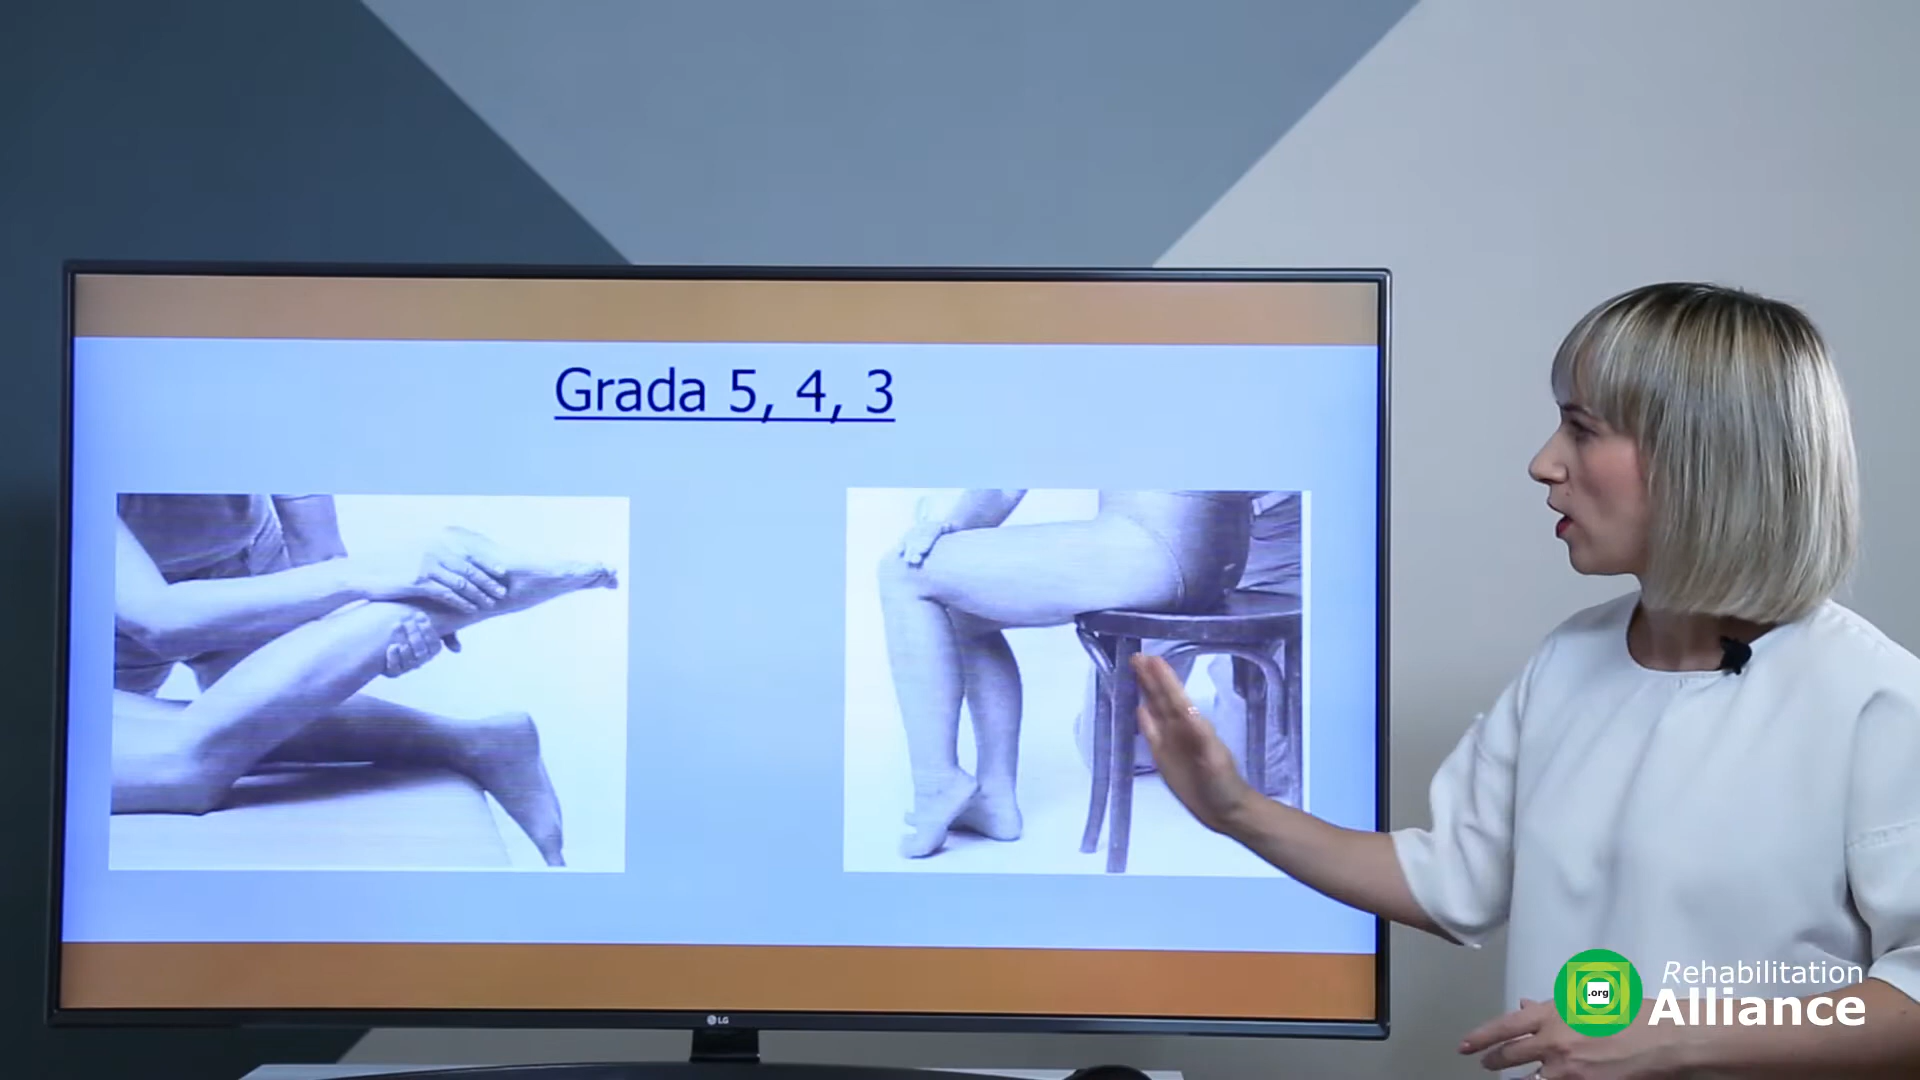 Grada 5, 4, 3
LG
.org
Rehabilitation
Alliance